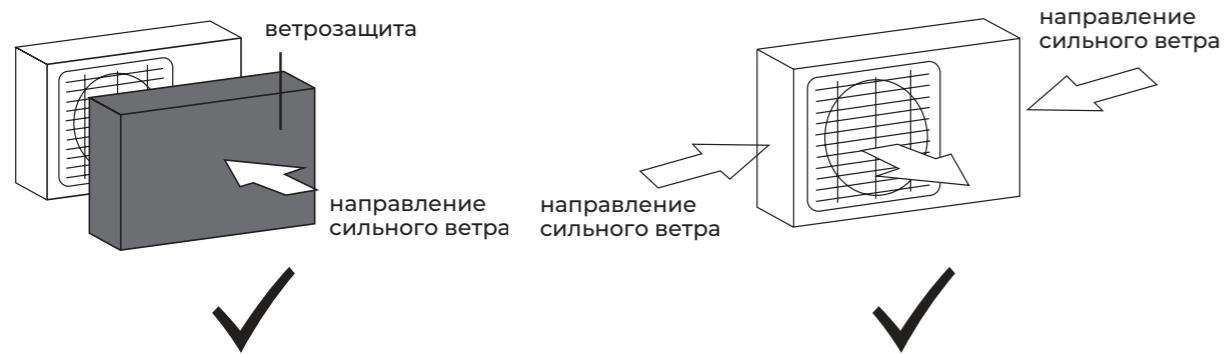 ветрозащита
направление
сильного ветра
направление
сильного ветра
направление
сильного ветра